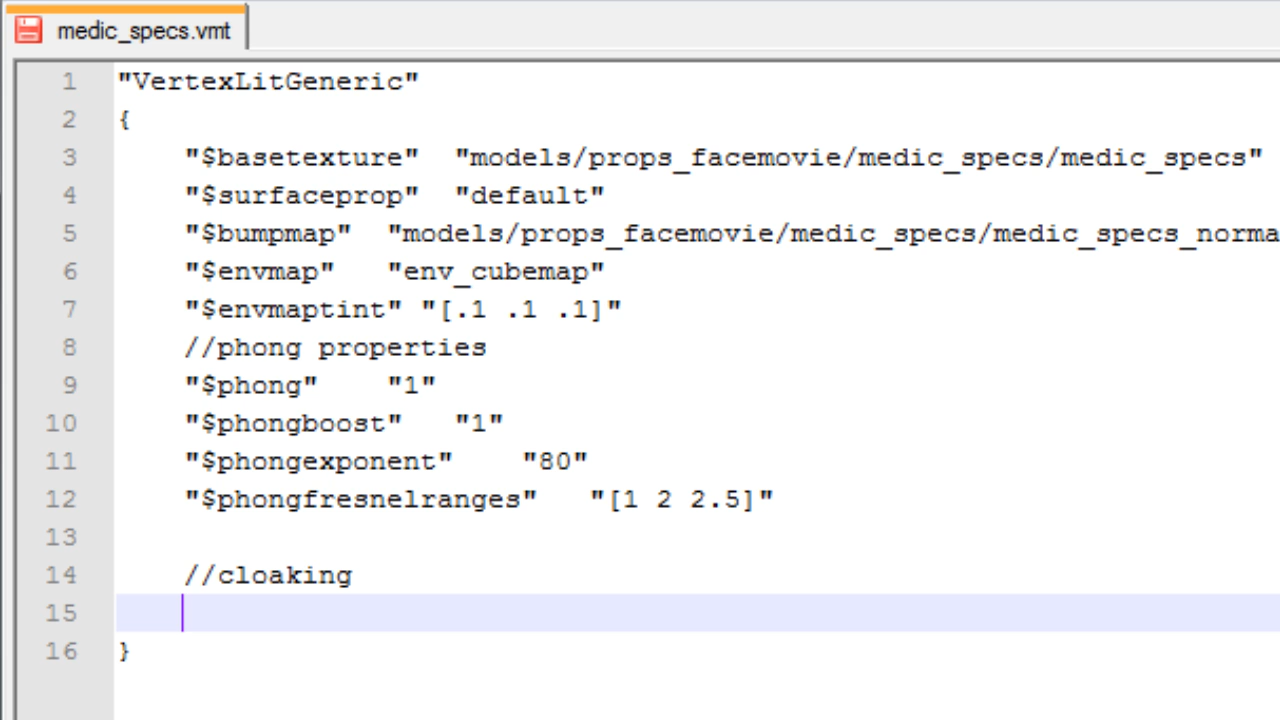 medic_specs.vmt
1 "VertexLitGeneric"
2 {
3 "$basetexture" "models/props_facemovie/medic_specs/medic_specs"
4 "$surfaceprop" "default"
5 "$bumpmap" "models/props_facemovie/medic_specs/medic_specs_norma
6 "$envmap" "env_cubemap"
7 "$envmaptint" "[.1 .1 .1]"
8 //phong properties
9 "$phong" "1"
10 "$phongboost" "1"
11 "$phongexponent" "80"
12 "$phongfresnelranges" "[1 2 2.5]"
13
14 //cloaking
15
16 }